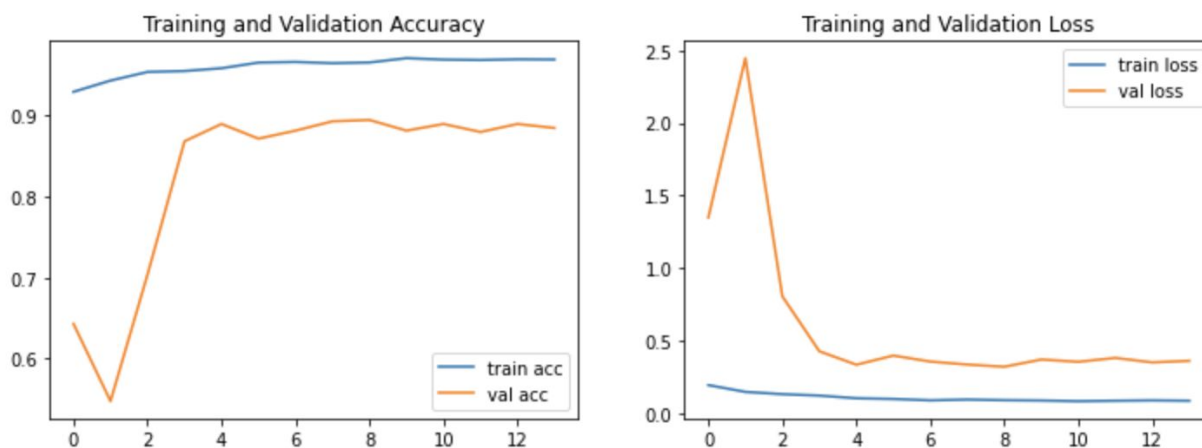 Training and Validation Accuracy
0.9
0.8
0.7
0.6
train acc
val acc
0 2 4 6 8 10 12
Training and Validation Loss
2.5
2.0
1.5
1.0
0.5
0.0
train loss
val loss
0 2 4 6 8 10 12